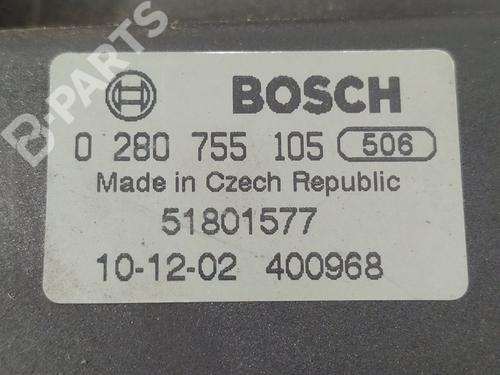 B-PARTS
BOSCH
0 280 755 105 506
Made in Czech Republic
51801577
10-12-02 400968